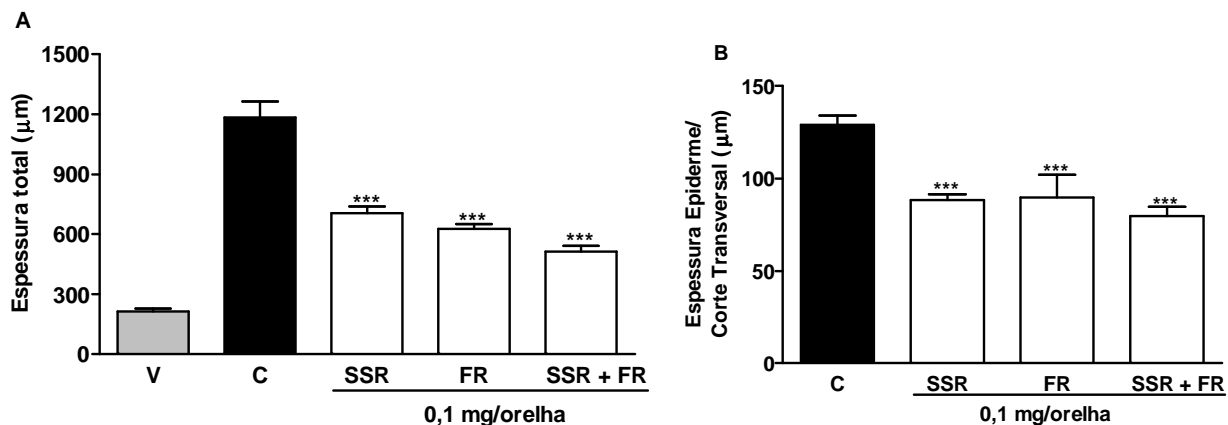 A
Espessura total (μm)
1500
1200
900
600
300
0
***
***
***
V
C
SSR
FR
SSR + FR
0,1 mg/orelha
B
Espessura Epiderme/
Corte Transversal (μm)
150
100
50
0
***
***
***
C
SSR
FR
SSR + FR
0,1 mg/orelha